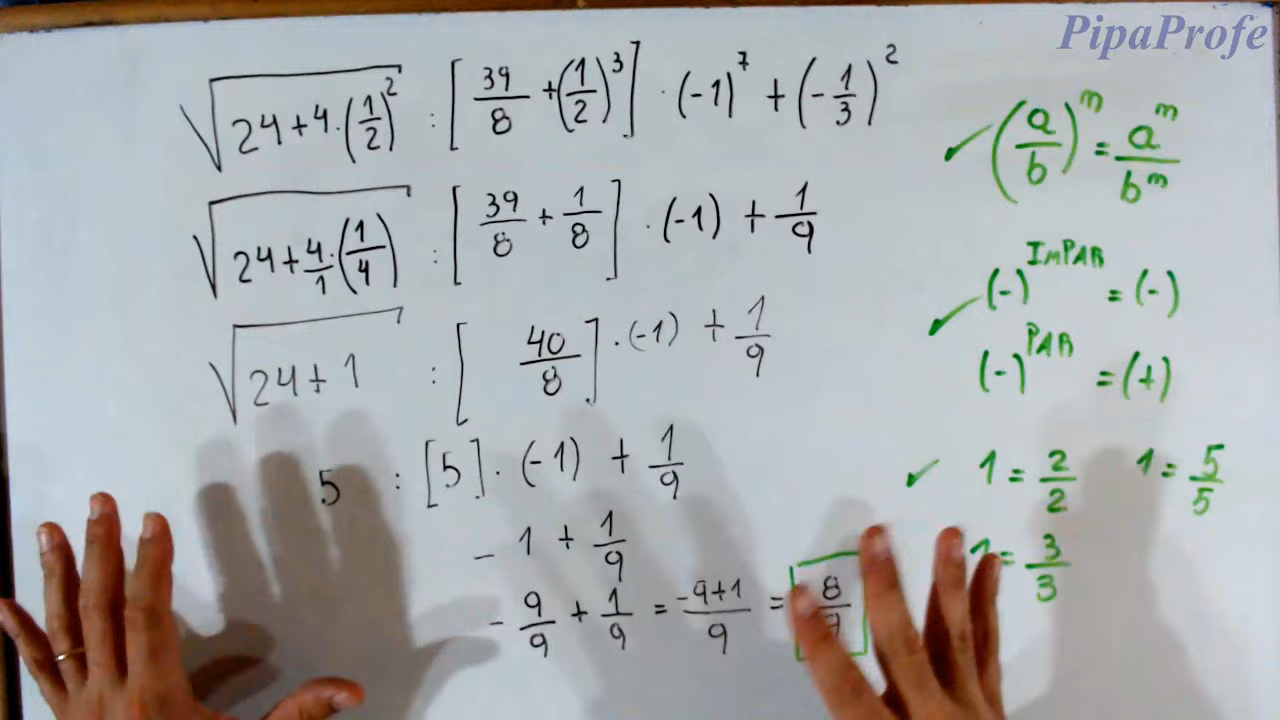 PipaProfe
√(24+4·(1/2)²) : [39/8 +(1/2)³] · (-1)⁷ + (-1/3)²
√(24+4/1·(1/4)) : [39/8 + 1/8] · (-1) + 1/9
√(24+1) : [40/8] · (-1) + 1/9
5 : [5] · (-1) + 1/9
- 1 + 1/9
- 9/9 + 1/9 = -9+1/9 = 8
✓ (a/b)ᵐ = aᵐ/bᵐ
✓ (-)^ImPAR = (-)
(-)^PAR = (+)
✓ 1 = 2/2 1 = 5/5
= 3/3